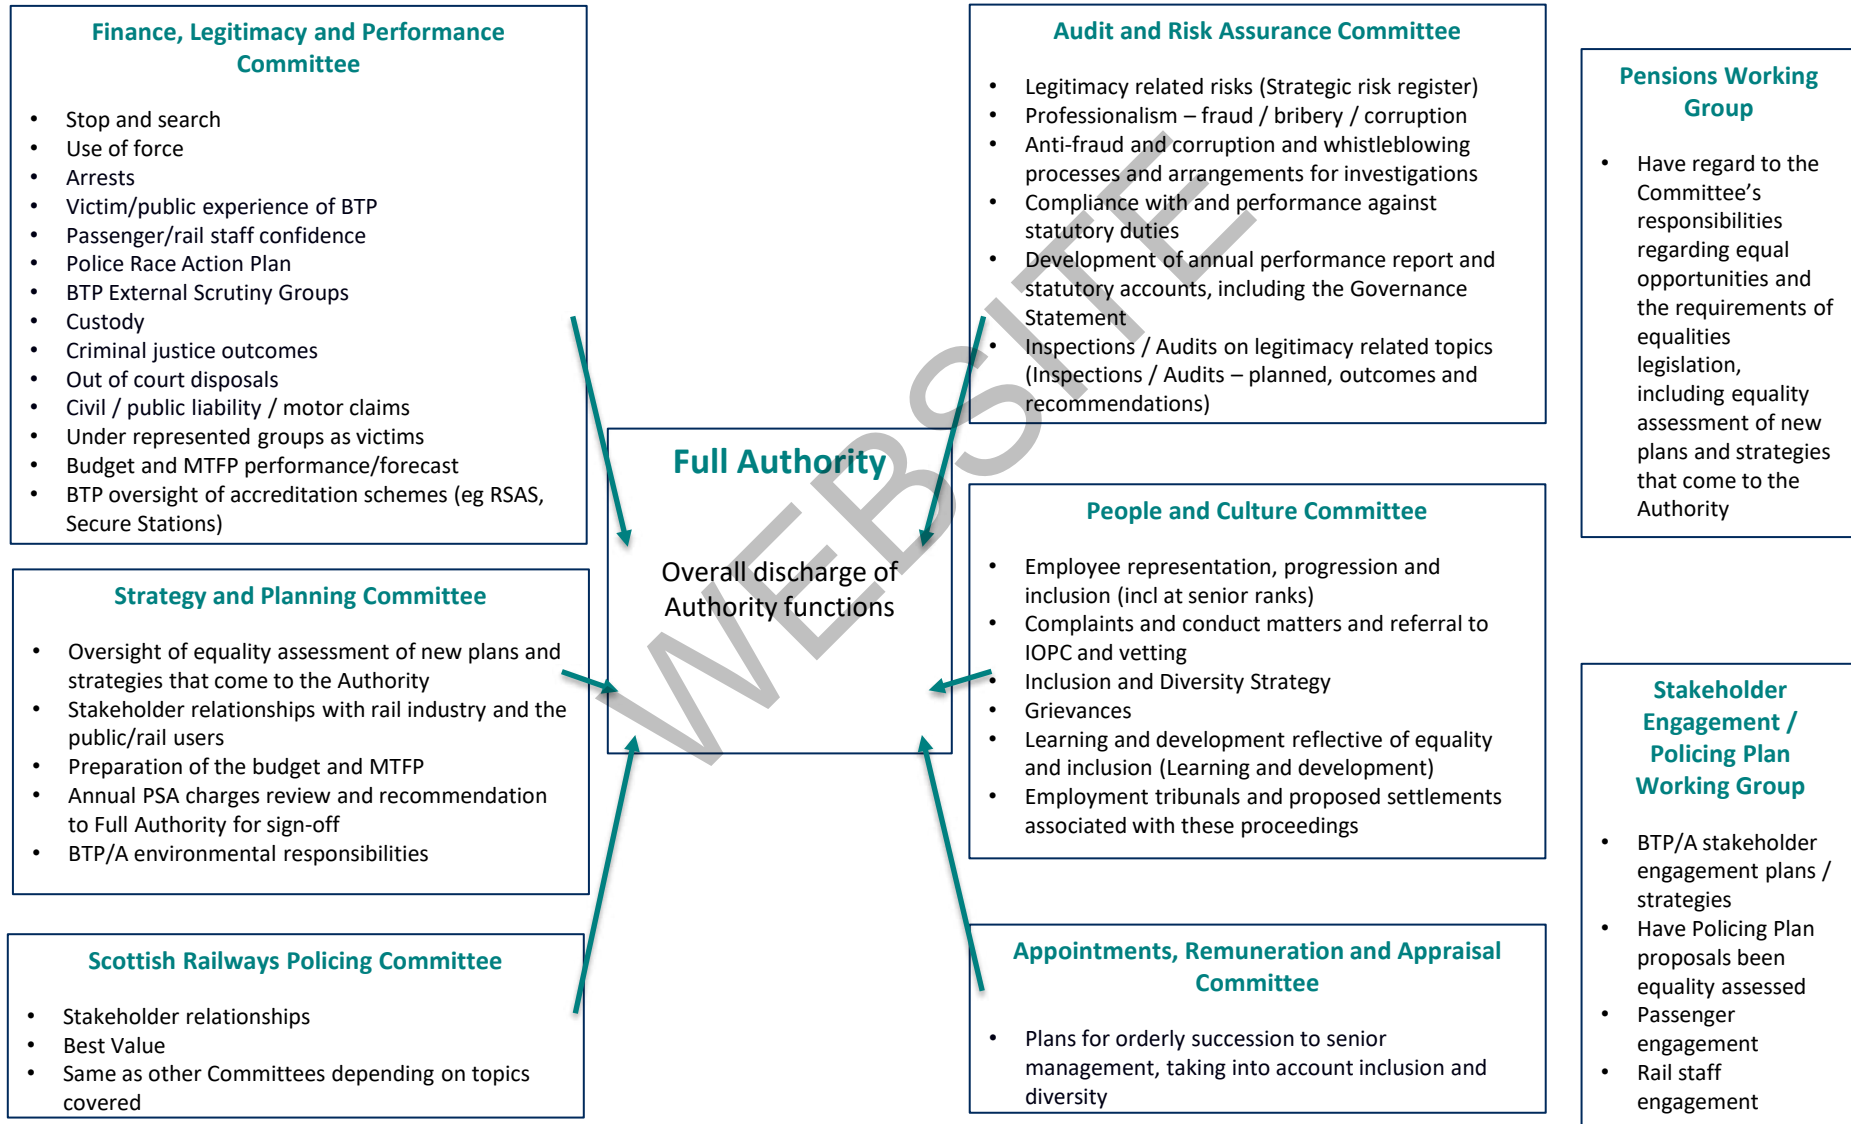 Finance, Legitimacy and Performance
Committee
• Stop and search
• Use of force
• Arrests
• Victim/public experience of BTP
• Passenger/rail staff confidence
• Police Race Action Plan
• BTP External Scrutiny Groups
• Custody
• Criminal justice outcomes
• Out of court disposals
• Civil / public liability / motor claims
• Under represented groups as victims
• Budget and MTFP performance/forecast
• BTP oversight of accreditation schemes (eg RSAS,
Secure Stations)
Strategy and Planning Committee
• Oversight of equality assessment of new plans and
strategies that come to the Authority
• Stakeholder relationships with rail industry and the
public/rail users
• Preparation of the budget and MTFP
• Annual PSA charges review and recommendation
to Full Authority for sign-off
• BTP/A environmental responsibilities
Scottish Railways Policing Committee
• Stakeholder relationships
• Best Value
• Same as other Committees depending on topics
covered
Full Authority
Overall discharge of
Authority functions
WEBSITE
Audit and Risk Assurance Committee
• Legitimacy related risks (Strategic risk register)
• Professionalism – fraud / bribery / corruption
• Anti-fraud and corruption and whistleblowing
processes and arrangements for investigations
• Compliance with and performance against
statutory duties
• Development of annual performance report and
statutory accounts, including the Governance
Statement
• Inspections / Audits on legitimacy related topics
(Inspections / Audits – planned, outcomes and
recommendations)
People and Culture Committee
• Employee representation, progression and
inclusion (incl at senior ranks)
• Complaints and conduct matters and referral to
IOPC and vetting
• Inclusion and Diversity Strategy
• Grievances
• Learning and development reflective of equality
and inclusion (Learning and development)
• Employment tribunals and proposed settlements
associated with these proceedings
Appointments, Remuneration and Appraisal
Committee
• Plans for orderly succession to senior
management, taking into account inclusion and
diversity
Pensions Working
Group
• Have regard to the
Committee’s
responsibilities
regarding equal
opportunities and
the requirements of
equalities
legislation,
including equality
assessment of new
plans and strategies
that come to the
Authority
Stakeholder
Engagement /
Policing Plan
Working Group
• BTP/A stakeholder
engagement plans /
strategies
• Have Policing Plan
proposals been
equality assessed
• Passenger
engagement
• Rail staff
engagement